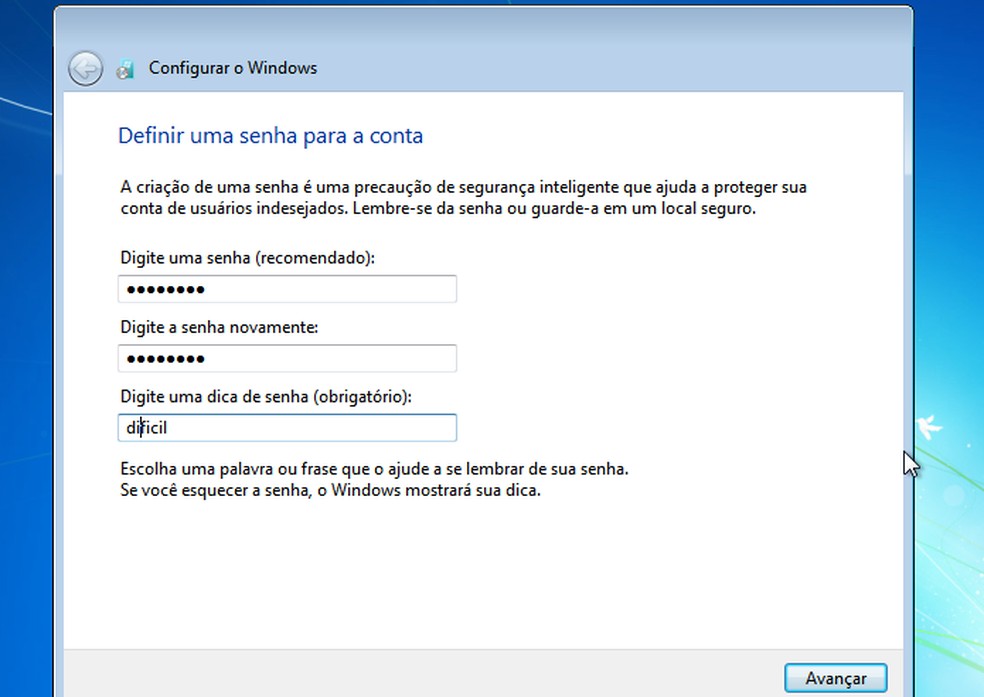 Configurar o Windows
Definir uma senha para a conta
A criação de uma senha é uma precaução de segurança inteligente que ajuda a proteger sua
conta de usuários indesejados. Lembre-se da senha ou guarde-a em um local seguro.
Digite uma senha (recomendado):
●●●●●●●●
Digite a senha novamente:
●●●●●●●●
Digite uma dica de senha (obrigatório):
dificil
Escolha uma palavra ou frase que o ajude a se lembrar de sua senha.
Se você esquecer a senha, o Windows mostrará sua dica.
Avançar